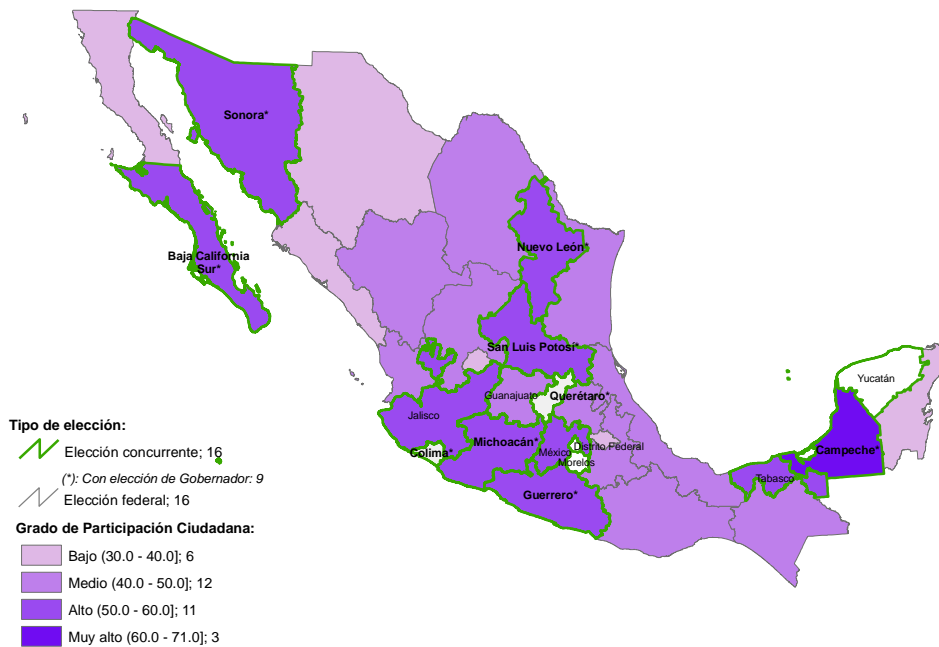 Sonora*
Nuevo León*
Baja California
Sur*
San Luis Potosí*
Yucatán
Guanajuato
Querétaro*
Jalisco
Tipo de elección:
Michoacán*
México
Distrito Federal
Campeche*
Elección concurrente; 16
Colima*
Morelos
(*): Con elección de Gobernador: 9
Tabasco
Elección federal; 16
Guerrero*
Grado de Participación Ciudadana:
Bajo (30.0 - 40.0]; 6
Medio (40.0 - 50.0]; 12
Alto (50.0 - 60.0]; 11
Muy alto (60.0 - 71.0]; 3